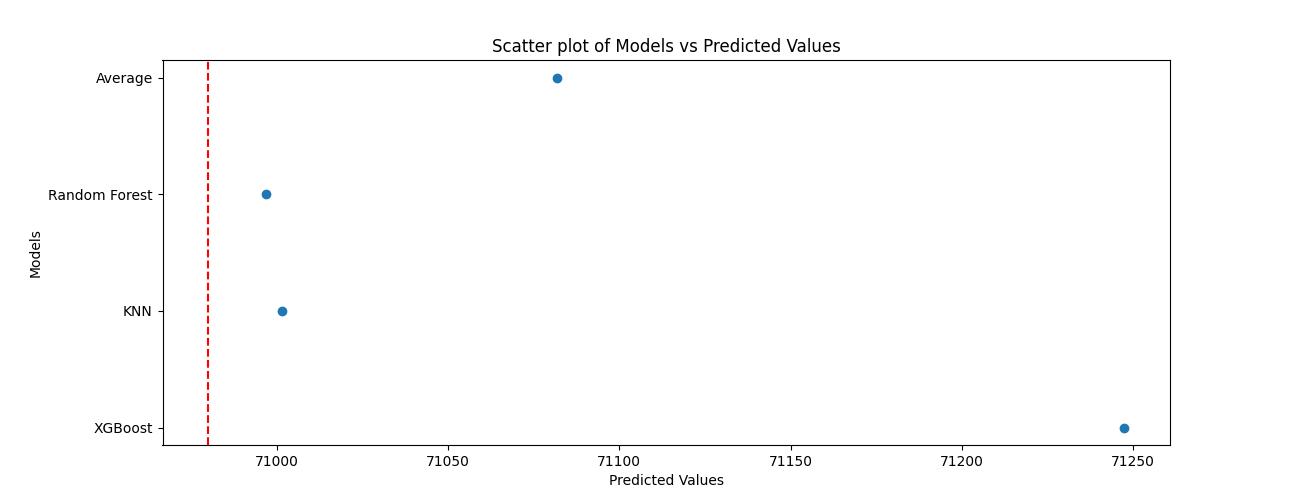 Scatter plot of Models vs Predicted Values
Average
Random Forest
Models
KNN
XGBoost
71000 71050 71100 71150 71200 71250
Predicted Values